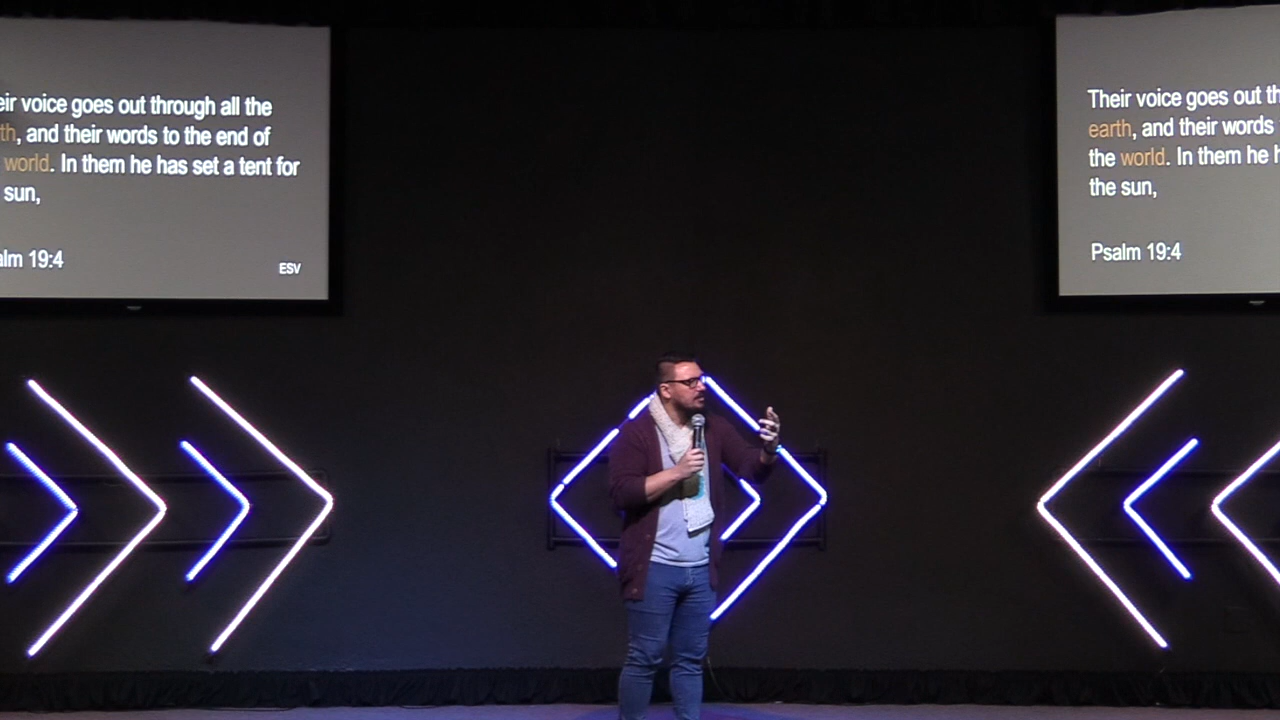 eir voice goes out through all the
th, and their words to the end of
world. In them he has set a tent for
sun,
alm 19:4
ESV
Their voice goes out th
earth, and their words
the world. In them he h
the sun,
Psalm 19:4